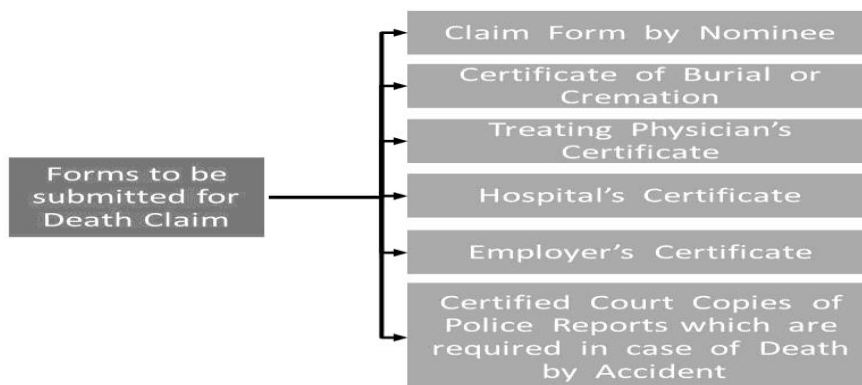 Forms to be
submitted for
Death Claim
Claim Form by Nominee
Certificate of Burial or
Cremation
Treating Physician's
Certificate
Hospital's Certificate
Employer's Certificate
Certified Court Copies of
Police Reports which are
required in case of Death
by Accident